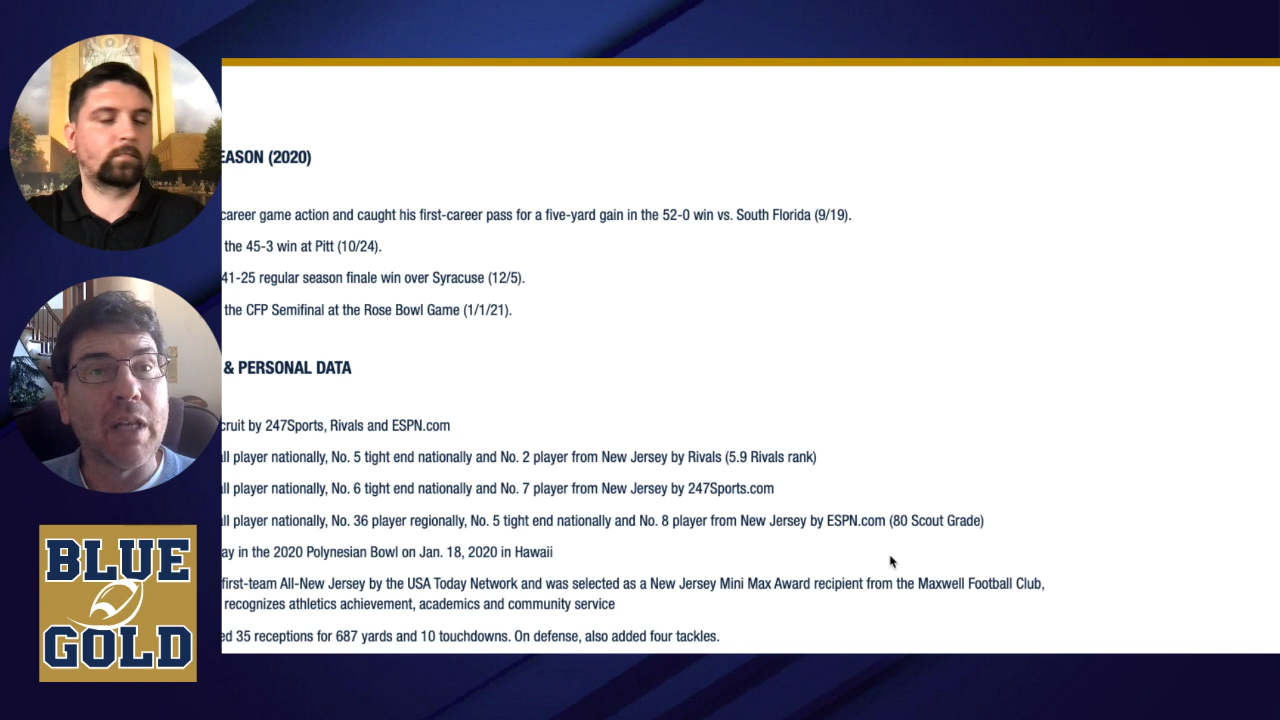 EASON (2020)
career game action and caught his first-career pass for a five-yard gain in the 52-0 win vs. South Florida (9/19).
the 45-3 win at Pitt (10/24).
41-25 regular season finale win over Syracuse (12/5).
the CFP Semifinal at the Rose Bowl Game (1/1/21).
& PERSONAL DATA
cruit by 247Sports, Rivals and ESPN.com
all player nationally, No. 5 tight end nationally and No. 2 player from New Jersey by Rivals (5.9 Rivals rank)
all player nationally, No. 6 tight end nationally and No. 7 player from New Jersey by 247Sports.com
all player nationally, No. 36 player regionally, No. 5 tight end nationally and No. 8 player from New Jersey by ESPN.com (80 Scout Grade)
ay in the 2020 Polynesian Bowl on Jan. 18, 2020 in Hawaii
first-team All-New Jersey by the USA Today Network and was selected as a New Jersey Mini Max Award recipient from the Maxwell Football Club,
recognizes athletics achievement, academics and community service
ed 35 receptions for 687 yards and 10 touchdowns. On defense, also added four tackles.
BLUE
GOLD